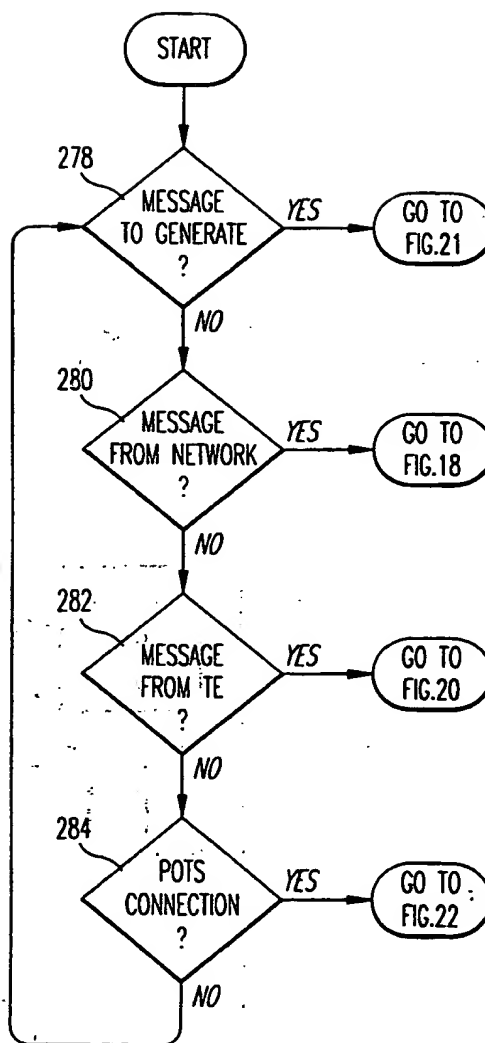 START
278
MESSAGE
TO GENERATE
?
YES
GO TO
FIG.21
NO
280
MESSAGE
FROM NETWORK
?
YES
GO TO
FIG.18
NO
282
MESSAGE
FROM TE
?
YES
GO TO
FIG.20
NO
284
POTS
CONNECTION
?
YES
GO TO
FIG.22
NO